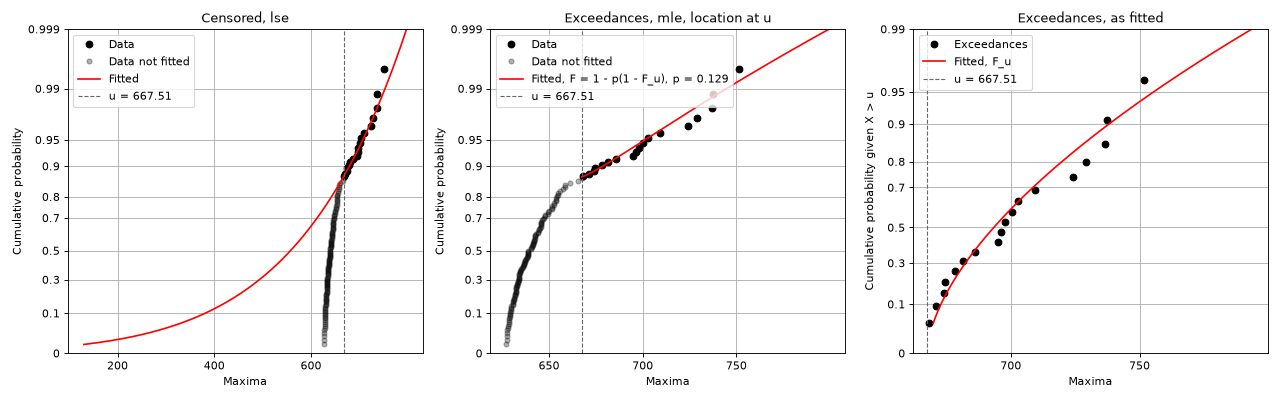 Censored, lse
0.999
0.99
0.95
0.9
0.8
0.7
0.5
0.3
0.1
0
200
400
600
Cumulative probability
Maxima
Data
Data not fitted
Fitted
u = 667.51
Exceedances, mle, location at u
0.999
0.99
0.95
0.9
0.8
0.7
0.5
0.3
0.1
0
650
700
750
Cumulative probability
Maxima
Data
Data not fitted
Fitted, F = 1 - p(1 - F_u), p = 0.129
u = 667.51
Exceedances, as fitted
0.99
0.95
0.9
0.8
0.7
0.5
0.3
0.1
0
700
750
Cumulative probability given X > u
Maxima
Exceedances
Fitted, F_u
u = 667.51